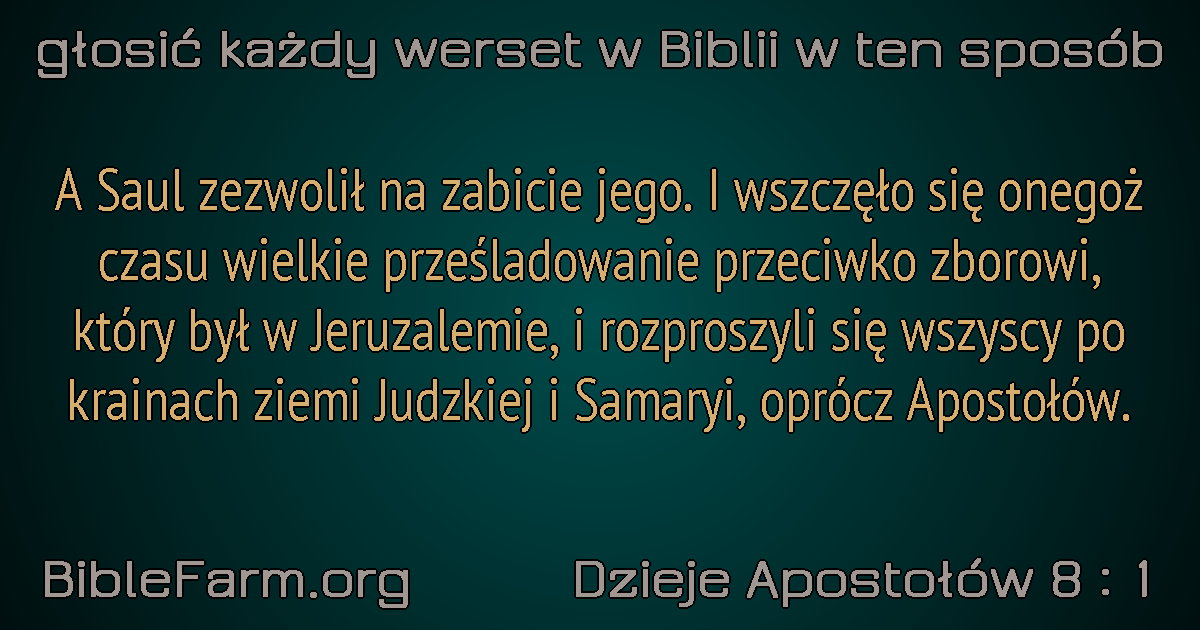 głosić każdy werset w Biblii w ten sposób
A Saul zezwolił na zabicie jego. I wszczęło się onegoż
czasu wielkie prześladowanie przeciwko zborowi,
który był w Jeruzalemie, i rozproszyli się wszyscy po
krainach ziemi Judzkiej i Samaryi, oprócz Apostołów.
BibleFarm.org
Dzieje Apostołów 8 : 1